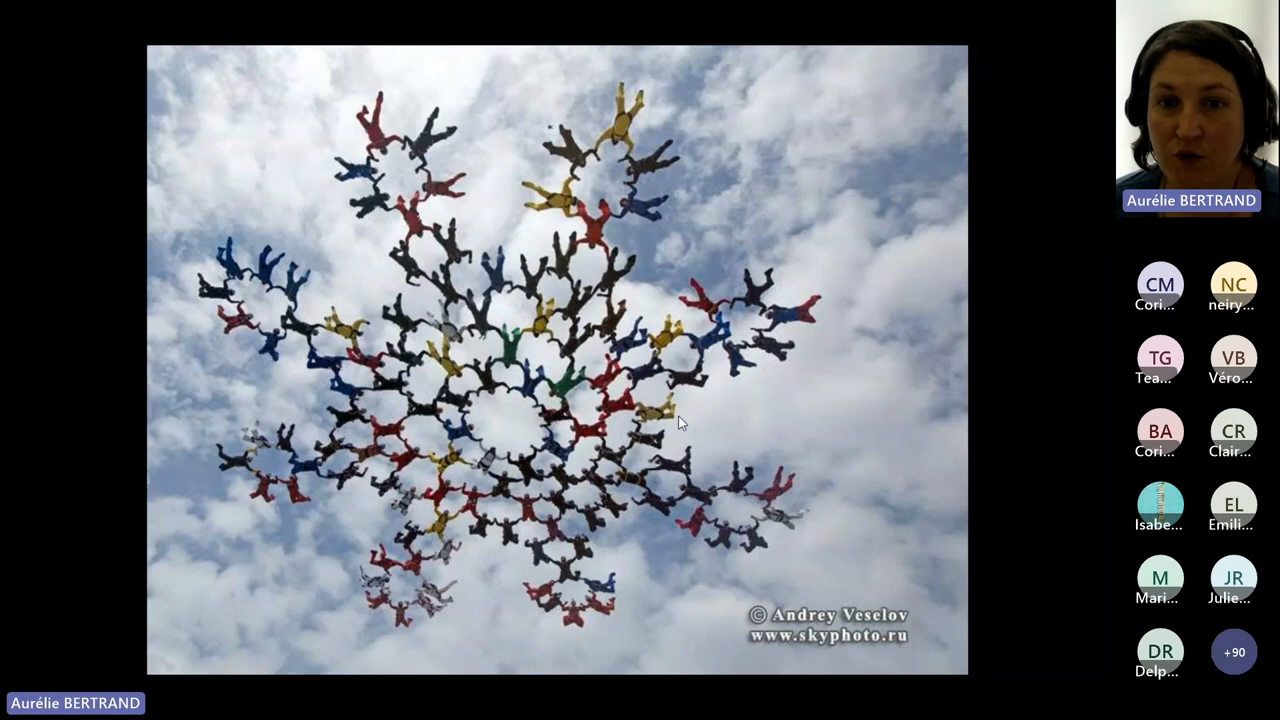 Aurélie BERTRAND
CM
Cori...
NC
neiry...
TG
Tea...
VB
Véro...
BA
Cori...
CR
Clair...
Isabe...
EL
Emili...
M
Mari...
JR
Julie...
DR
Delp...
+90
© Andrey Veselov
www.skyphoto.ru
Aurélie BERTRAND